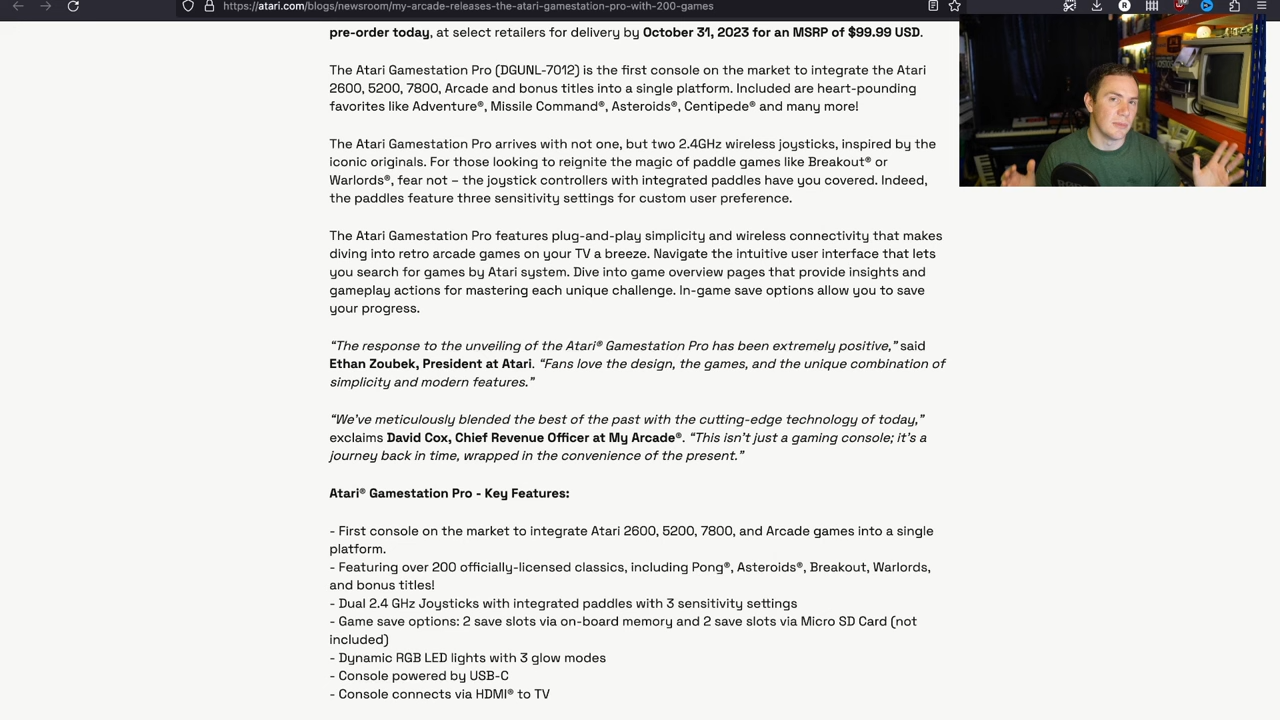 https://atari.com/blogs/newsroom/my-arcade-releases-the-atari-gamestation-pro-with-200-games
pre-order today, at select retailers for delivery by October 31, 2023 for an MSRP of $99.99 USD.
The Atari Gamestation Pro (DGUNL-7012) is the first console on the market to integrate the Atari
2600, 5200, 7800, Arcade and bonus titles into a single platform. Included are heart-pounding
favorites like Adventure®, Missile Command®, Asteroids®, Centipede® and many more!
The Atari Gamestation Pro arrives with not one, but two 2.4GHz wireless joysticks, inspired by the
iconic originals. For those looking to reignite the magic of paddle games like Breakout® or
Warlords®, fear not – the joystick controllers with integrated paddles have you covered. Indeed,
the paddles feature three sensitivity settings for custom user preference.
The Atari Gamestation Pro features plug-and-play simplicity and wireless connectivity that makes
diving into retro arcade games on your TV a breeze. Navigate the intuitive user interface that lets
you search for games by Atari system. Dive into game overview pages that provide insights and
gameplay actions for mastering each unique challenge. In-game save options allow you to save
your progress.
“The response to the unveiling of the Atari® Gamestation Pro has been extremely positive,” said
Ethan Zoubek, President at Atari. “Fans love the design, the games, and the unique combination of
simplicity and modern features.”
“We’ve meticulously blended the best of the past with the cutting-edge technology of today,”
exclaims David Cox, Chief Revenue Officer at My Arcade®. “This isn’t just a gaming console; it’s a
journey back in time, wrapped in the convenience of the present.”
Atari® Gamestation Pro - Key Features:
- First console on the market to integrate Atari 2600, 5200, 7800, and Arcade games into a single
platform.
- Featuring over 200 officially-licensed classics, including Pong®, Asteroids®, Breakout, Warlords,
and bonus titles!
- Dual 2.4 GHz Joysticks with integrated paddles with 3 sensitivity settings
- Game save options: 2 save slots via on-board memory and 2 save slots via Micro SD Card (not
included)
- Dynamic RGB LED lights with 3 glow modes
- Console powered by USB-C
- Console connects via HDMI® to TV